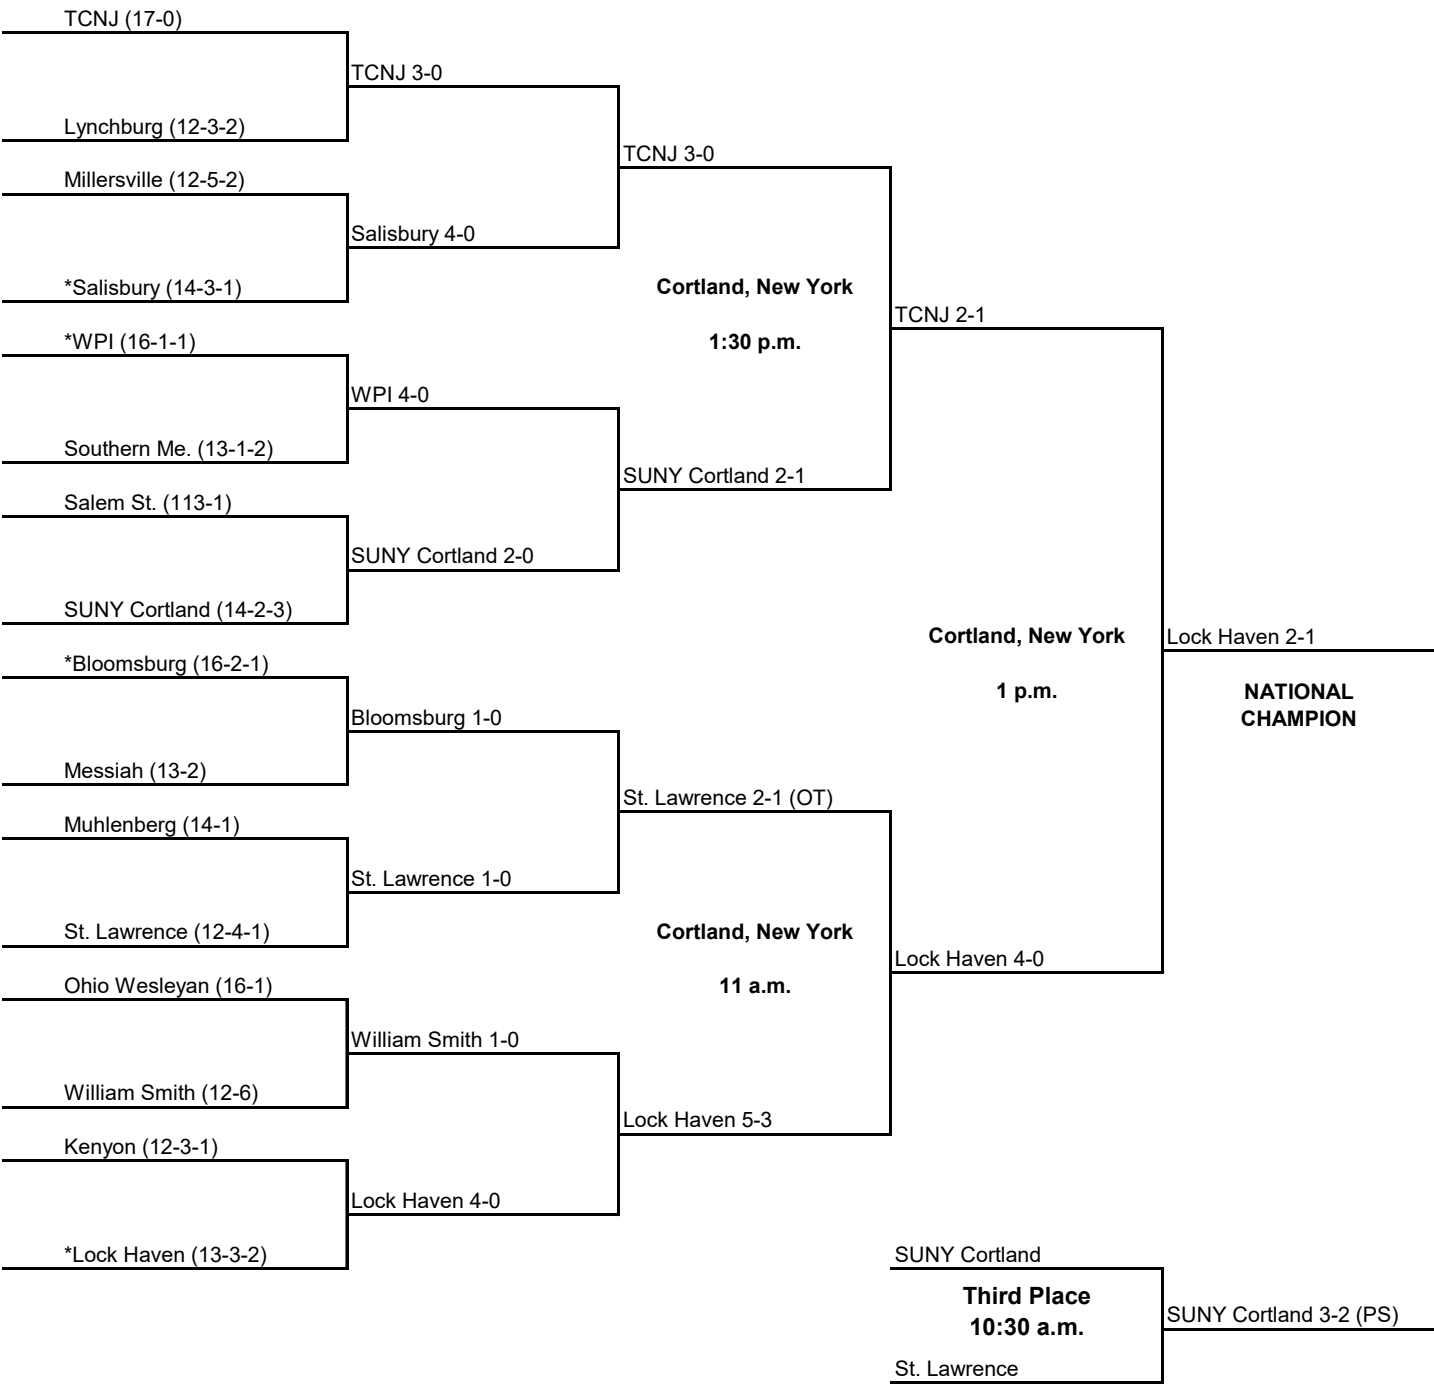 TCNJ (17-0)
TCNJ 3-0
Lynchburg (12-3-2)
TCNJ 3-0
Millersville (12-5-2)
Salisbury 4-0
*Salisbury (14-3-1)
Cortland, New York
TCNJ 2-1
*WPI (16-1-1)
1:30 p.m.
WPI 4-0
Southern Me. (13-1-2)
SUNY Cortland 2-1
Salem St. (113-1)
SUNY Cortland 2-0
SUNY Cortland (14-2-3)
Cortland, New York
Lock Haven 2-1
*Bloomsburg (16-2-1)
1 p.m.
NATIONAL
CHAMPION
Bloomsburg 1-0
Messiah (13-2)
St. Lawrence 2-1 (OT)
Muhlenberg (14-1)
St. Lawrence 1-0
St. Lawrence (12-4-1)
Cortland, New York
Lock Haven 4-0
Ohio Wesleyan (16-1)
11 a.m.
William Smith 1-0
William Smith (12-6)
Lock Haven 5-3
Kenyon (12-3-1)
Lock Haven 4-0
*Lock Haven (13-3-2)
SUNY Cortland
Third Place
10:30 a.m.
SUNY Cortland 3-2 (PS)
St. Lawrence